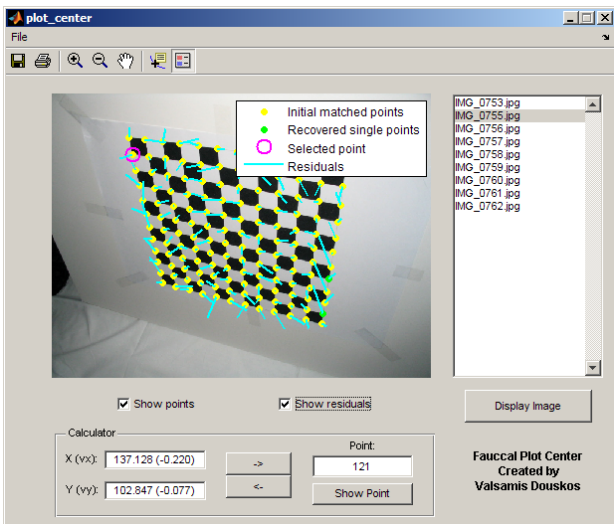 plot_center
File
Initial matched points
Recovered single points
Selected point
Residuals
IMG_0753.jpg
IMG_0755.jpg
IMG_0756.jpg
IMG_0757.jpg
IMG_0758.jpg
IMG_0759.jpg
IMG_0760.jpg
IMG_0761.jpg
IMG_0762.jpg
Show points
Show residuals
Display Image
Calculator
X (vx): 137.128 (-0.220)
Y (vy): 102.847 (-0.077)
->
<-
Point:
121
Show Point
Fauccal Plot Center
Created by
Valsamis Douskos